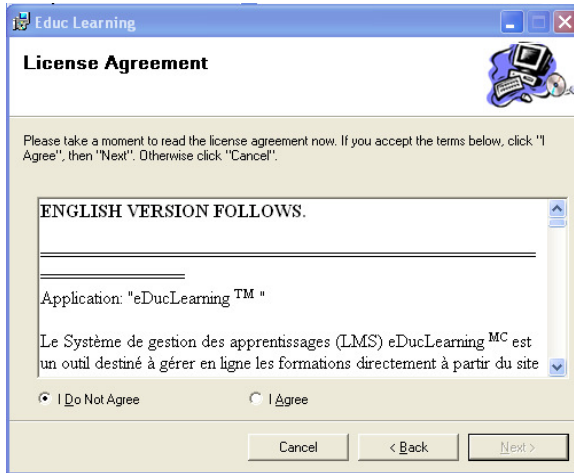 Educ Learning
License Agreement
Please take a moment to read the license agreement now. If you accept the terms below, click "I
Agree", then "Next". Otherwise click "Cancel".
ENGLISH VERSION FOLLOWS.
Application: "eDucLearning TM "
Le Système de gestion des apprentissages (LMS) eDucLearning MC est
un outil destiné à gérer en ligne les formations directement à partir du site
I Do Not Agree
I Agree
Cancel
< Back
Next >